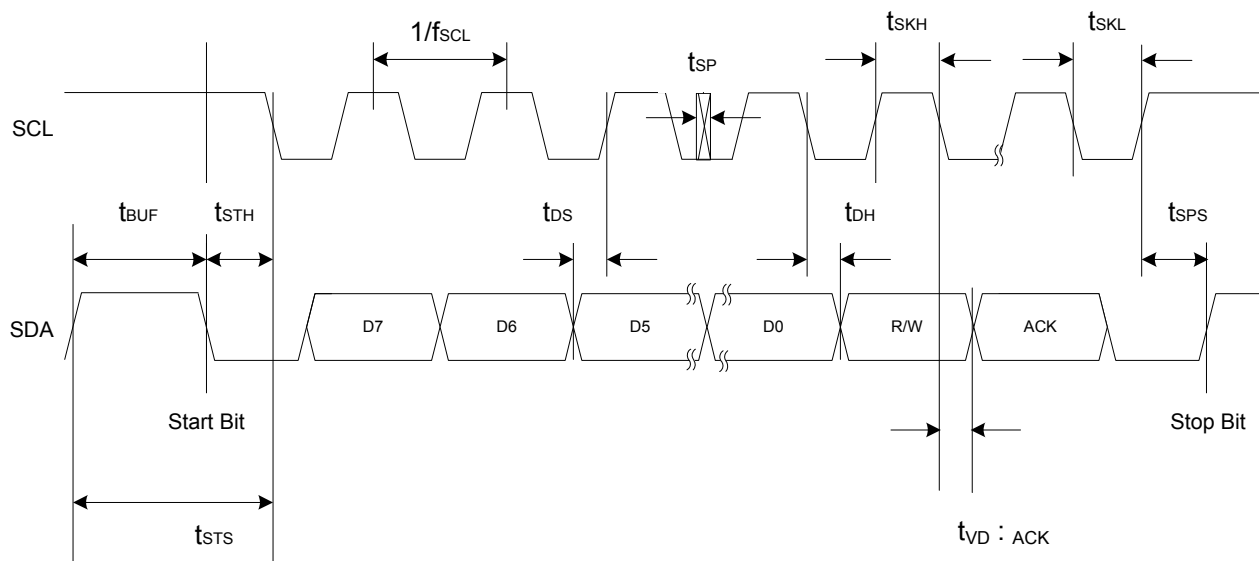 tSKH tSKL
1/fSCL
tSP
SCL
tBUF tSTH tDS tDH tSPS
SDA D7 D6 D5 D0 R/W ACK
Start Bit Stop Bit
tSTS tVD : ACK